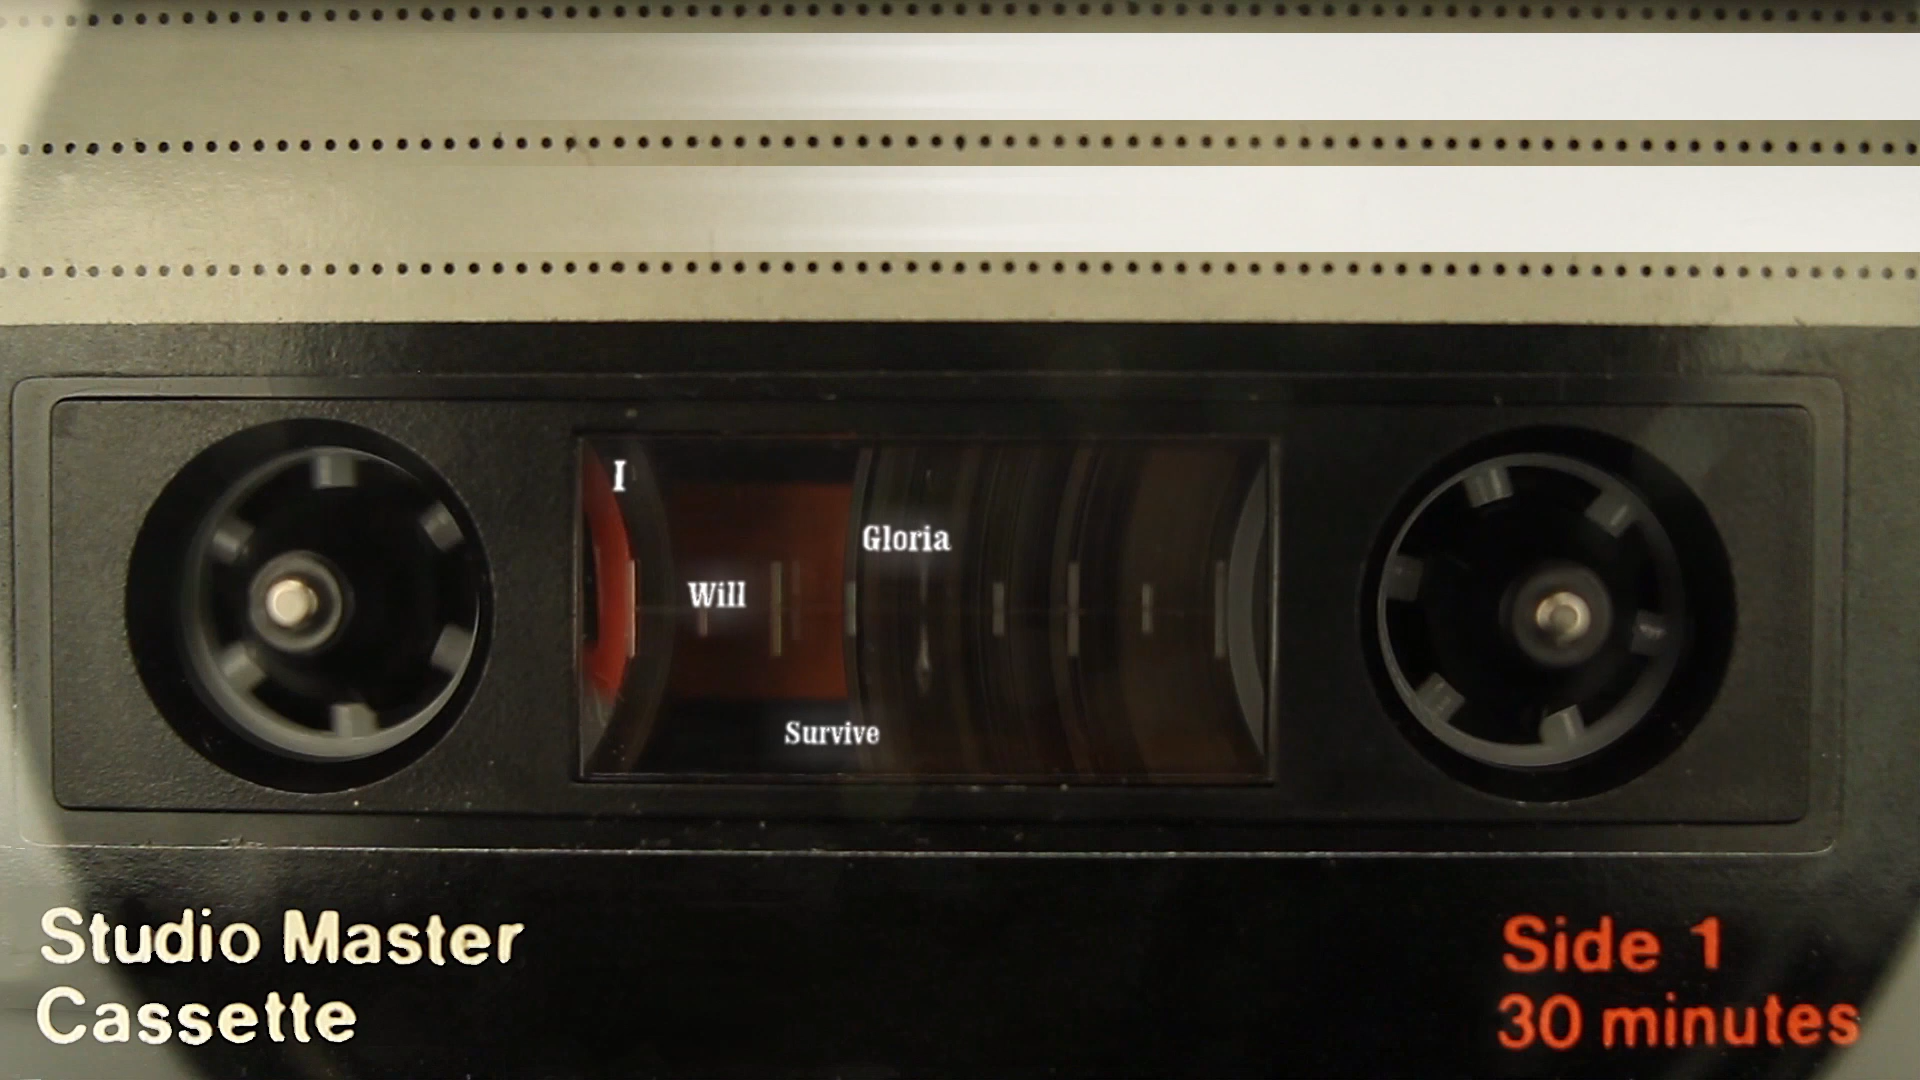 I
Gloria
Will
Survive
Studio Master
Cassette
Side 1
30 minutes